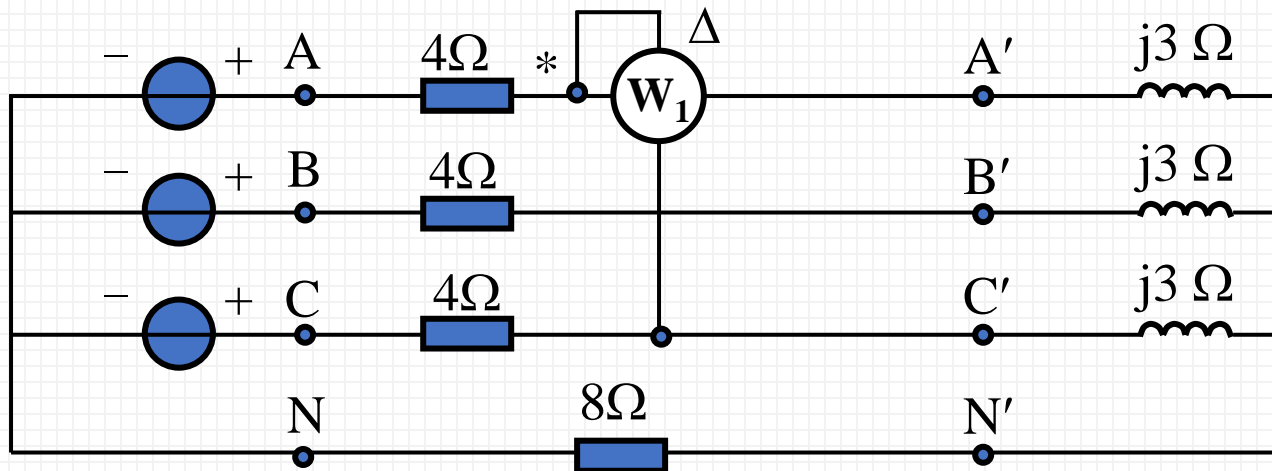 − + A 4Ω * W₁ Δ A′ j3 Ω
− + B 4Ω B′ j3 Ω
− + C 4Ω C′ j3 Ω
N 8Ω N′